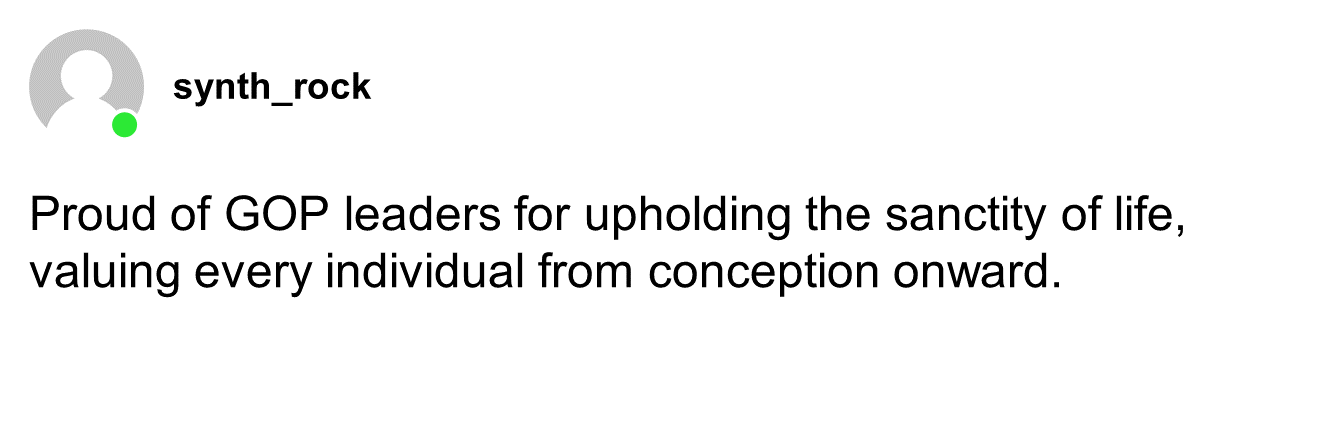 synth_rock
Proud of GOP leaders for upholding the sanctity of life,
valuing every individual from conception onward.